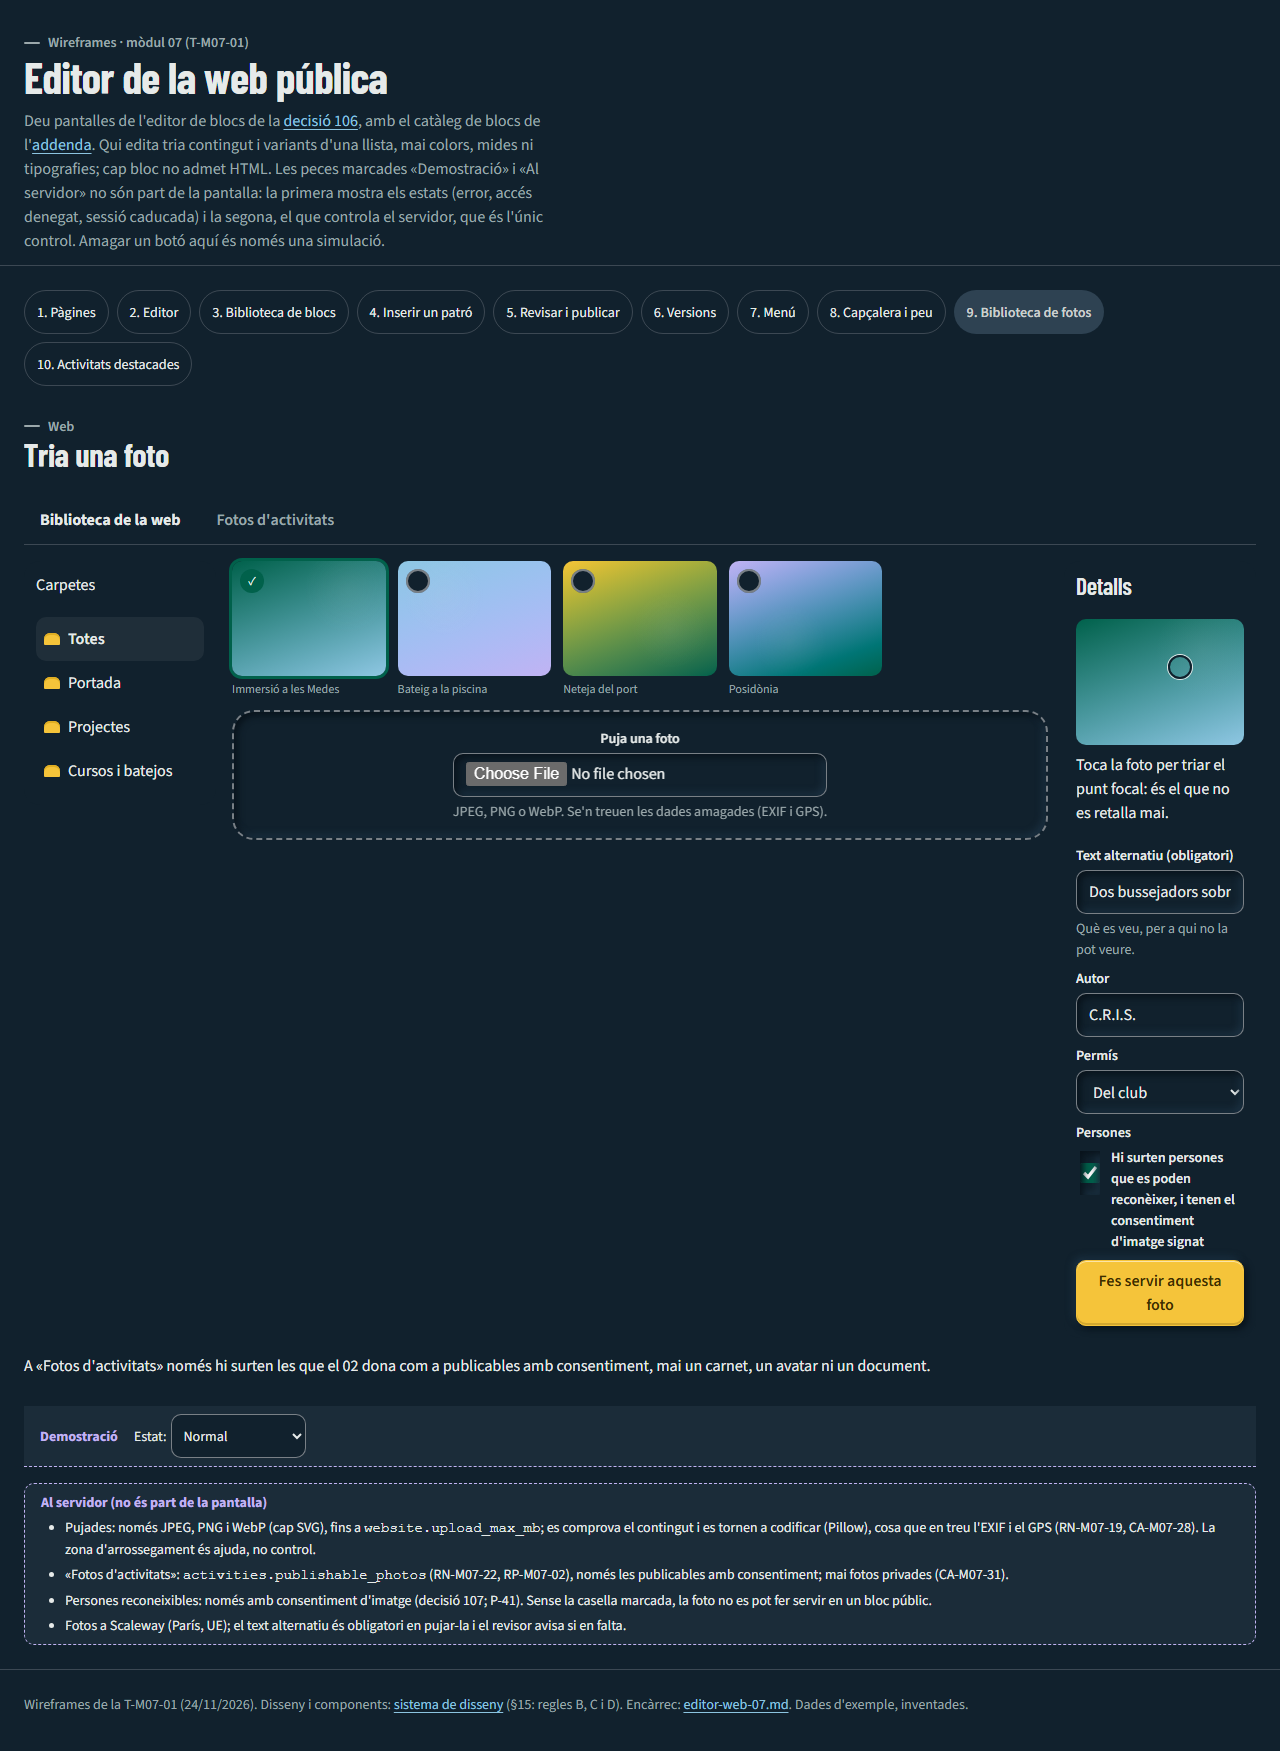 Wireframes · mòdul 07 (T-M07-01)
Editor de la web pública
Deu pantalles de l'editor de blocs de la decisió 106, amb el catàleg de blocs de
l'addenda. Qui edita tria contingut i variants d'una llista, mai colors, mides ni
tipografies; cap bloc no admet HTML. Les peces marcades «Demostració» i «Al
servidor» no són part de la pantalla: la primera mostra els estats (error, accés
denegat, sessió caducada) i la segona, el que controla el servidor, que és l'únic
control. Amagar un botó aquí és només una simulació.
1. Pàgines
2. Editor
3. Biblioteca de blocs
4. Inserir un patró
5. Revisar i publicar
6. Versions
7. Menú
8. Capçalera i peu
9. Biblioteca de fotos
10. Activitats destacades
Web
Tria una foto
Biblioteca de la web
Fotos d'activitats
Carpetes
Totes
Portada
Projectes
Cursos i batejos
Immersió a les Medes
Bateig a la piscina
Neteja del port
Posidònia
Puja una foto
Choose File No file chosen
JPEG, PNG o WebP. Se'n treuen les dades amagades (EXIF i GPS).
Detalls
Toca la foto per triar el
punt focal: és el que no
es retalla mai.
Text alternatiu (obligatori)
Dos bussejadors sobr
Què es veu, per a qui no la
pot veure.
Autor
C.R.I.S.
Permís
Del club
Persones
Hi surten persones
que es poden
reconèixer, i tenen el
consentiment
d'imatge signat
Fes servir aquesta
foto
A «Fotos d'activitats» només hi surten les que el 02 dona com a publicables amb consentiment, mai un carnet, un avatar ni un document.
Demostració Estat: Normal
Al servidor (no és part de la pantalla)
Pujades: només JPEG, PNG i WebP (cap SVG), fins a website.upload_max_mb; es comprova el contingut i es tornen a codificar (Pillow), cosa que en treu l'EXIF i el GPS (RN-M07-19, CA-M07-28). La
zona d'arrossegament és ajuda, no control.
«Fotos d'activitats»: activities.publishable_photos (RN-M07-22, RP-M07-02), només les publicables amb consentiment; mai fotos privades (CA-M07-31).
Persones reconeixibles: només amb consentiment d'imatge (decisió 107; P-41). Sense la casella marcada, la foto no es pot fer servir en un bloc públic.
Fotos a Scaleway (París, UE); el text alternatiu és obligatori en pujar-la i el revisor avisa si en falta.
Wireframes de la T-M07-01 (24/11/2026). Disseny i components: sistema de disseny (§15: regles B, C i D). Encàrrec: editor-web-07.md. Dades d'exemple, inventades.